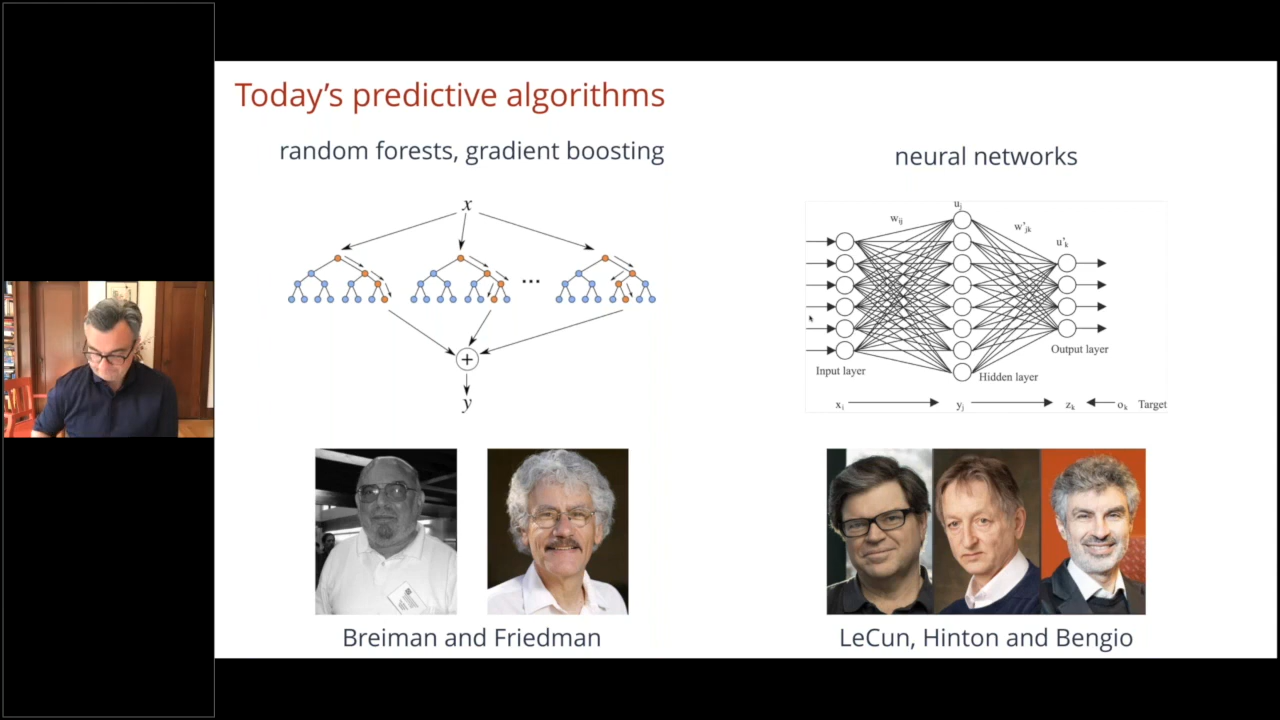 Today's predictive algorithms
random forests, gradient boosting
neural networks
x
...
+
y
u_j
w_ij
w'_jk
u'_k
Input layer
Hidden layer
Output layer
x_i
y_j
z_k
o_k
Target
Breiman and Friedman
LeCun, Hinton and Bengio